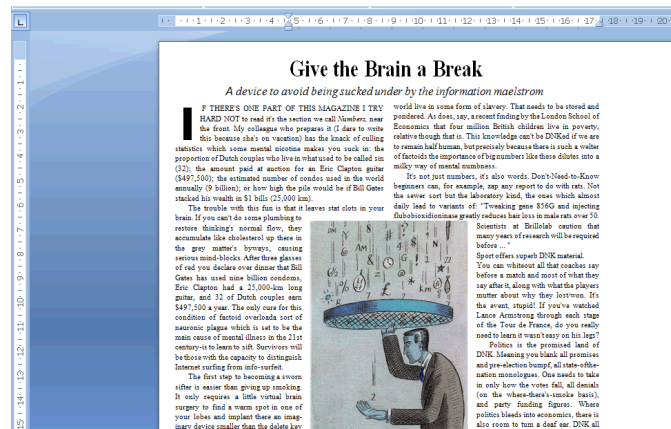 Give the Brain a Break
A device to avoid being sucked under by the information maelstrom
IF THERE'S ONE PART OF THIS MAGAZINE I TRY
HARD NOT to read it's the section we call Numbers, near
the front. My colleague who prepares it (I dare to write
this because she's on vacation) has the knack of culling
statistics which some mental nicotine makes you suck in: the
proportion of Dutch couples who live in what used to be called sin
(32); the amount paid at auction for an Eric Clapton guitar
($497,500); the estimated number of condos used in the world
annually (9 billion); or how high the pile would be if Bill Gates
stacked his wealth in $1 bills (25,000 km).
The trouble with this fun is that it leaves stat clots in your
brain. If you can't do some plumbing to
restore thinking's normal flow, they
accumulate like cholesterol up there in
the grey matter's byways, causing
serious mind-blocks. After three glasses
of red you declare over dinner that Bill
Gates has used nine billion condoms,
Eric Clapton had a 25,000-km long
guitar, and 32 of Dutch couples earn
$497,500 a year. The only cure for this
condition of factoid overloada sort of
neuronic plague which is set to be the
main cause of mental illness in the 21st
century-is to learn to sift. Survivors will
be those with the capacity to distinguish
Internet surfing from info-surfeit.
The first step to becoming a sworn
sifter is easier than giving up smoking.
It only requires a little virtual brain
surgery to find a warm spot in one of
your lobes and implant there an imag-
inary device smaller than the delete key
world live in some form of slavery. That needs to be stored and
pondered. As does, say, a recent finding by the London School of
Economics that four million British children live in poverty,
relative though that is. This knowledge can't be DNKed if we are
to remain half human, but precisely because there is such a welter
of factoids the importance of big numbers like these dilutes into a
milky way of mental numbness.
It's not just numbers, it's also words. Don't-Need-to-Know
beginners can, for example, zap any report to do with rats. Not
the sewer sort but the laboratory kind, the ones which almost
daily lead to variants of: "Tweaking gene 856G and injecting
flubobioxidioninase greatly reduces hair loss in male rats over 50.
Scientists at Brillolab caution that
many years of research will be required
before ... "
Sport offers superb DNK material.
You can whiteout all that coaches say
before a match and most of what they
say after it, along with what the players
mutter about why they lost/won. It's
the event, stupid! If you've watched
Lance Armstrong through each stage
of the Tour de France, do you really
need to learn it wasn't easy on his legs?
Politics is the promised land of
DNK. Meaning you blank all promises
and pre-election bumpf, all state-ofthe-
nation monologues. One needs to take
in only how the votes fall, all denials
(on the where-there's-smoke basis),
and party funding figures. Where
politics bleeds into economics, there is
also room to turn a deaf ear. DNK all